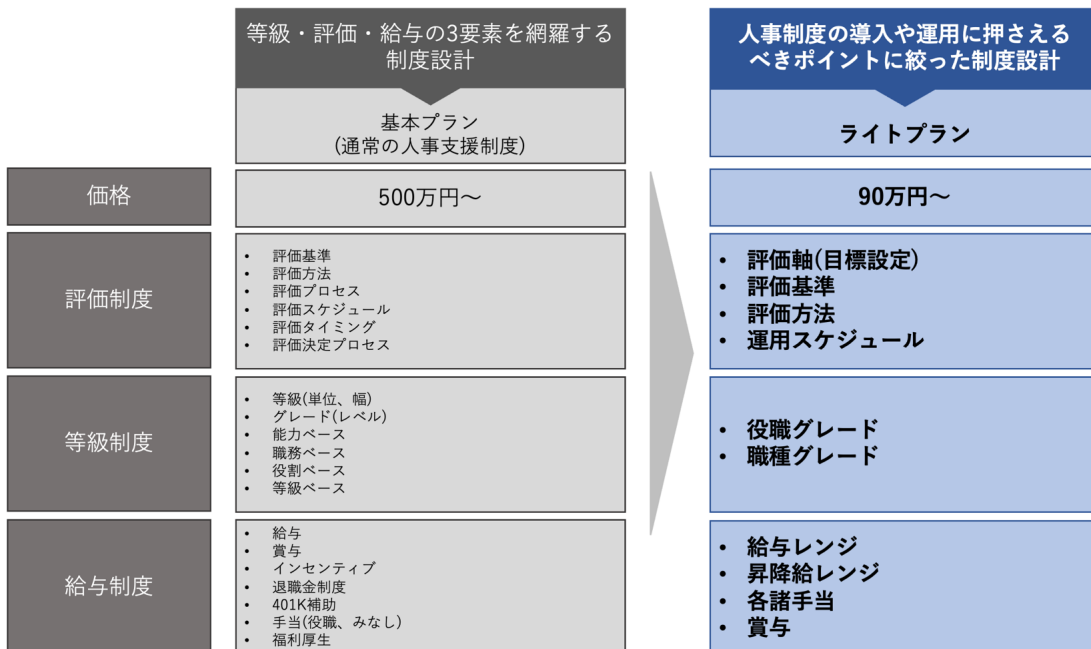 等級・評価・給与の3要素を網羅する
制度設計
人事制度の導入や運用に押さえる
べきポイントに絞った制度設計
基本プラン
(通常の人事支援制度)
ライトプラン
価格
500万円～
90万円～
評価制度
• 評価基準
• 評価方法
• 評価プロセス
• 評価スケジュール
• 評価タイミング
• 評価決定プロセス
• 評価軸(目標設定)
• 評価基準
• 評価方法
• 運用スケジュール
等級制度
• 等級(単位、幅)
• グレード(レベル)
• 能力ベース
• 職務ベース
• 役割ベース
• 等級ベース
• 役職グレード
• 職種グレード
給与制度
• 給与
• 賞与
• インセンティブ
• 退職金制度
• 401K補助
• 手当(役職、みなし)
• 福利厚生
• 給与レンジ
• 昇降給レンジ
• 各諸手当
• 賞与